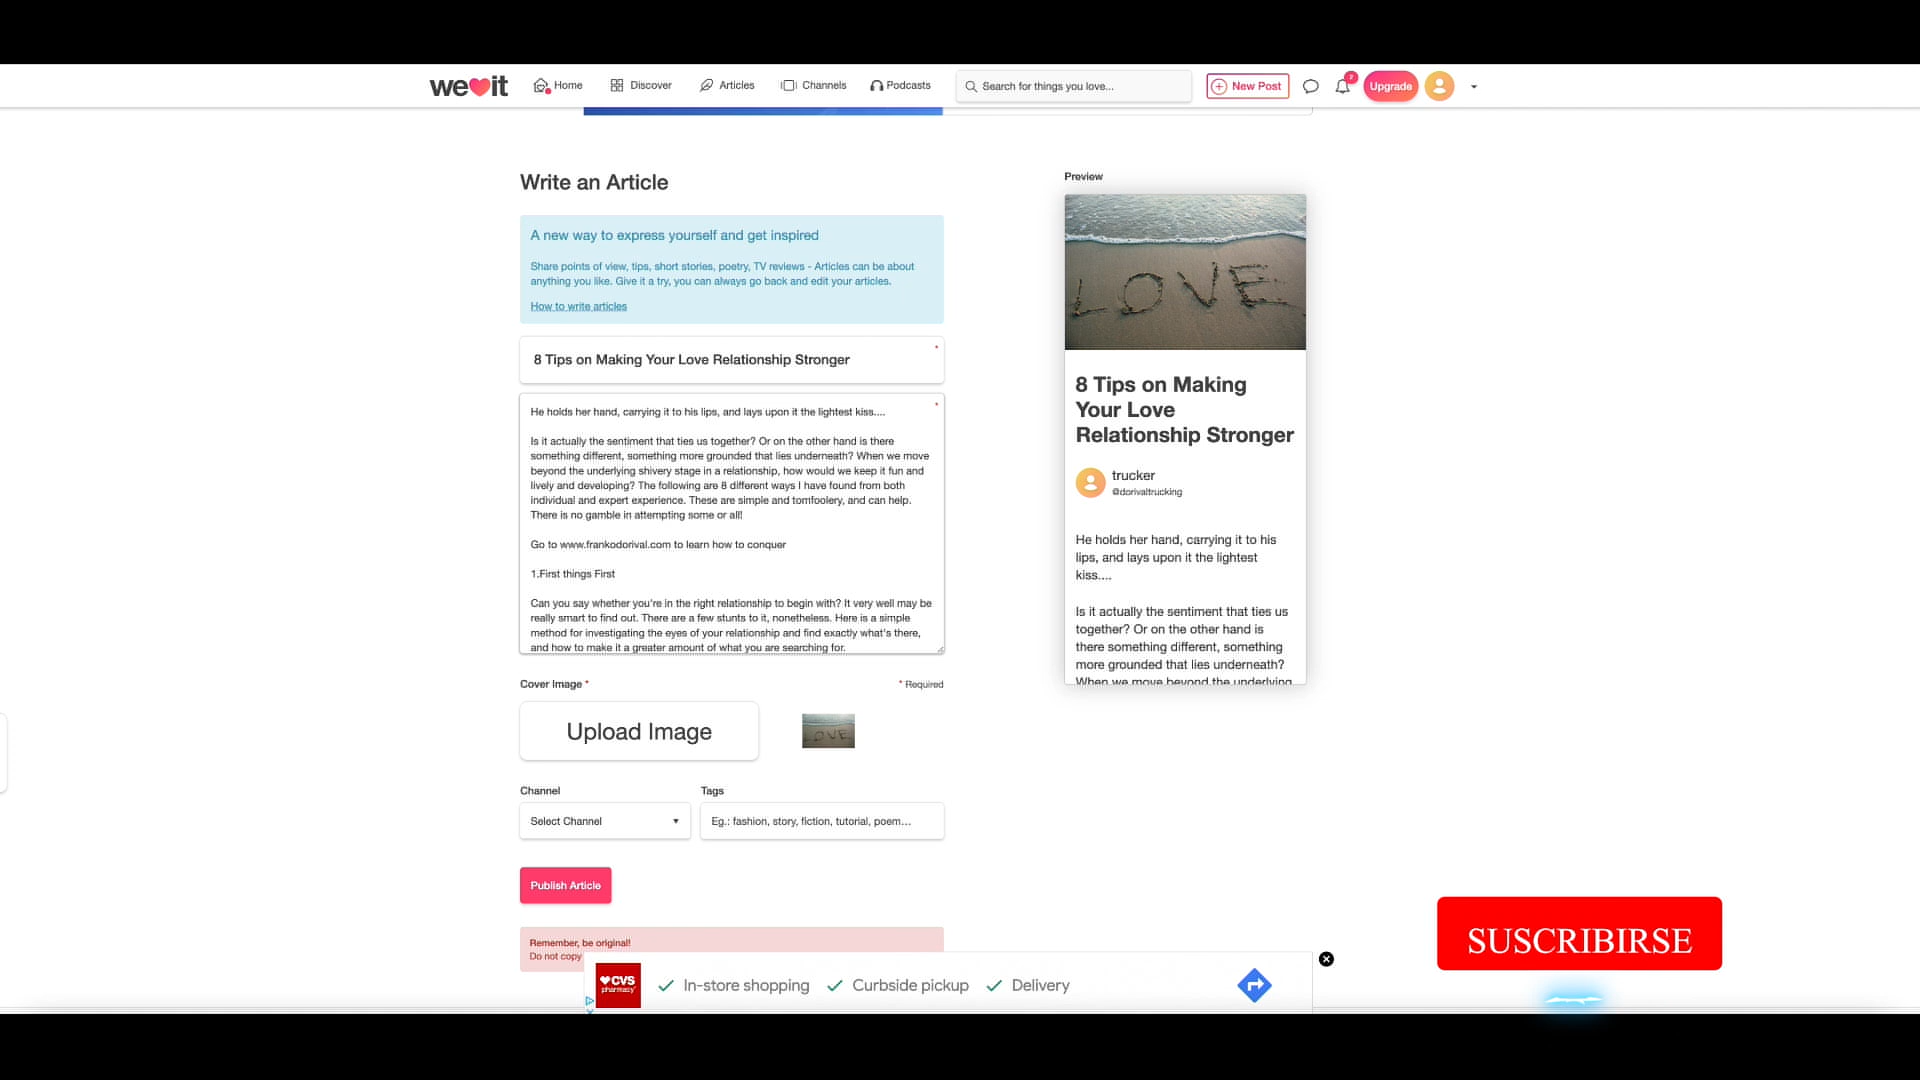 we it
Home
Discover
Articles
Channels
Podcasts
Search for things you love...
New Post
7
Upgrade
Write an Article
A new way to express yourself and get inspired
Share points of view, tips, short stories, poetry, TV reviews - Articles can be about
anything you like. Give it a try, you can always go back and edit your articles.
How to write articles
8 Tips on Making Your Love Relationship Stronger
*
He holds her hand, carrying it to his lips, and lays upon it the lightest kiss....
*
Is it actually the sentiment that ties us together? Or on the other hand is there
something different, something more grounded that lies underneath? When we move
beyond the underlying shivery stage in a relationship, how would we keep it fun and
lively and developing? The following are 8 different ways I have found from both
individual and expert experience. These are simple and tomfoolery, and can help.
There is no gamble in attempting some or all!
Go to www.frankodorival.com to learn how to conquer
1.First things First
Can you say whether you're in the right relationship to begin with? It very well may be
really smart to find out. There are a few stunts to it, nonetheless. Here is a simple
method for investigating the eyes of your relationship and find exactly what's there,
and how to make it a greater amount of what you are searching for.
Cover Image *
* Required
Upload Image
LOVE
Channel
Tags
Select Channel
Eg.: fashion, story, fiction, tutorial, poem...
Publish Article
Remember, be original!
Do not copy
Preview
LOVE
8 Tips on Making
Your Love
Relationship Stronger
trucker
@dorivaltrucking
He holds her hand, carrying it to his
lips, and lays upon it the lightest
kiss....
Is it actually the sentiment that ties us
together? Or on the other hand is
there something different, something
more grounded that lies underneath?
When we move beyond the underlying
CVS
pharmacy
In-store shopping
Curbside pickup
Delivery
SUSCRIBIRSE